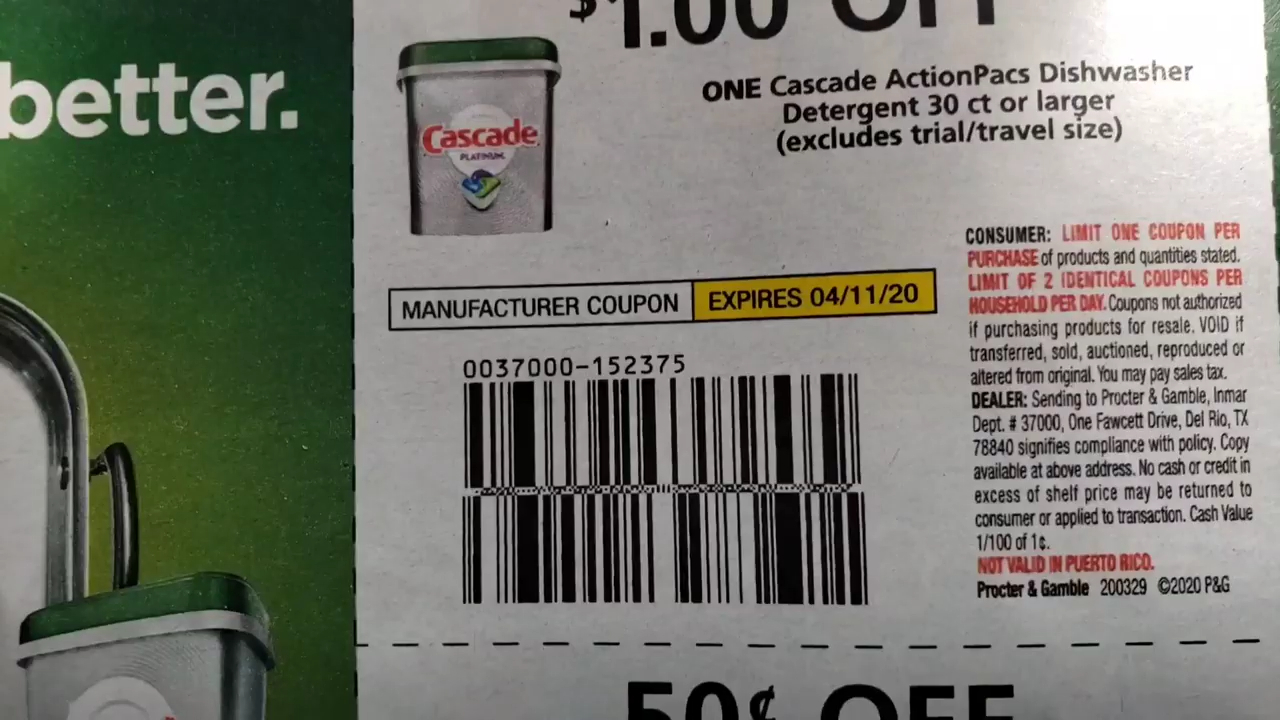 better.
$1.00 OFF
ONE Cascade ActionPacs Dishwasher
Detergent 30 ct or larger
(excludes trial/travel size)
Cascade
PLATINUM
MANUFACTURER COUPON EXPIRES 04/11/20
0037000-152375
CONSUMER: LIMIT ONE COUPON PER
PURCHASE of products and quantities stated.
LIMIT OF 2 IDENTICAL COUPONS PER
HOUSEHOLD PER DAY. Coupons not authorized
if purchasing products for resale. VOID if
transferred, sold, auctioned, reproduced or
altered from original. You may pay sales tax.
DEALER: Sending to Procter & Gamble, Inmar
Dept. # 37000, One Fawcett Drive, Del Rio, TX
78840 signifies compliance with policy. Copy
available at above address. No cash or credit in
excess of shelf price may be returned to
consumer or applied to transaction. Cash Value
1/100 of 1¢.
NOT VALID IN PUERTO RICO.
Procter & Gamble 200329 ©2020 P&G
50¢ OFF